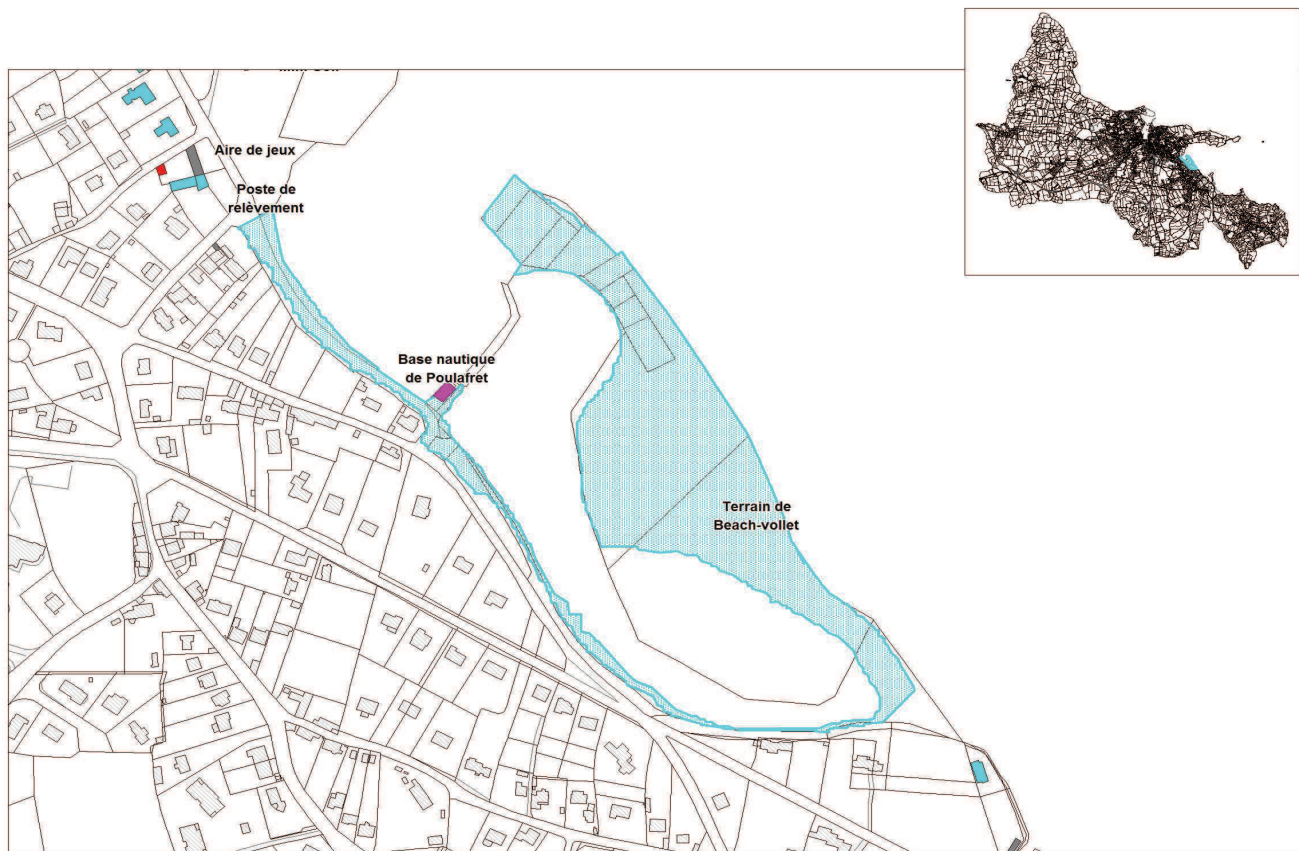 Aire de jeux
Poste de
relèvement
Base nautique
de Poulafret
Terrain de
Beach-vollet